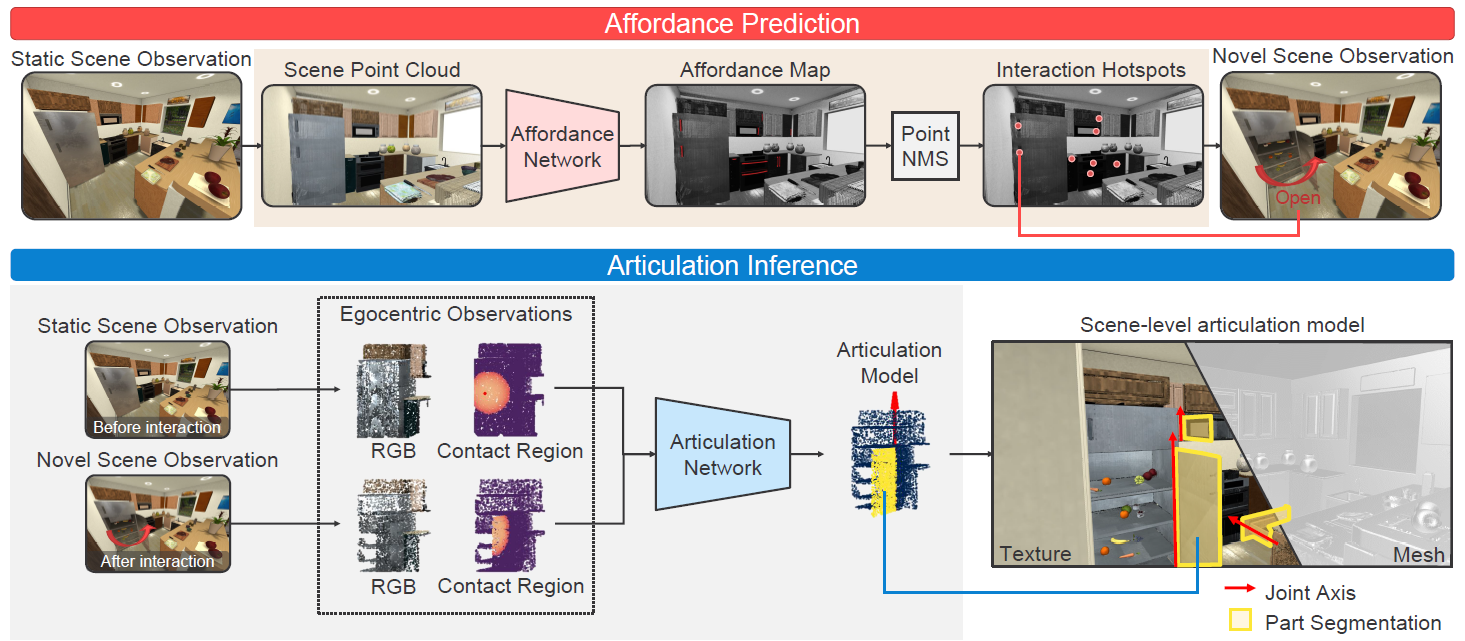 Affordance Prediction
Static Scene Observation
Scene Point Cloud
Affordance
Network
Affordance Map
Point
NMS
Interaction Hotspots
Novel Scene Observation
Open
Articulation Inference
Static Scene Observation
Before interaction
Novel Scene Observation
After interaction
Egocentric Observations
RGB
Contact Region
RGB
Contact Region
Articulation
Network
Articulation
Model
Scene-level articulation model
Texture
Mesh
Joint Axis
Part Segmentation